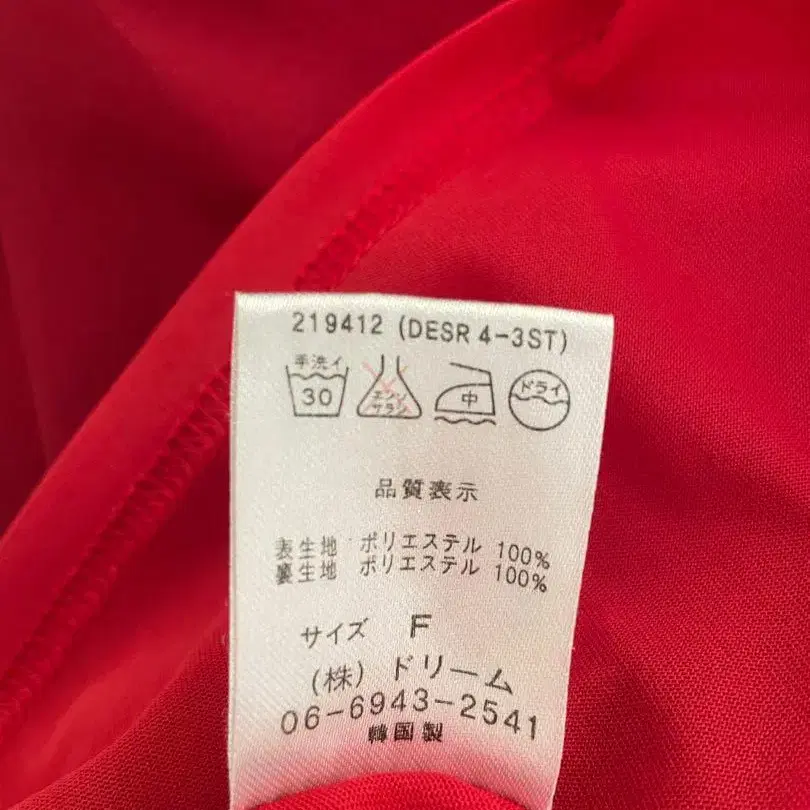 219412 (DESR 4-3ST)
手洗イ
30
エンソ
サラシ
中
ドライ
品質表示
表生地 ポリエステル 100%
裏生地 ポリエステル 100%
サイズ F
(株) ドリーム
06-6943-2541
韓国製